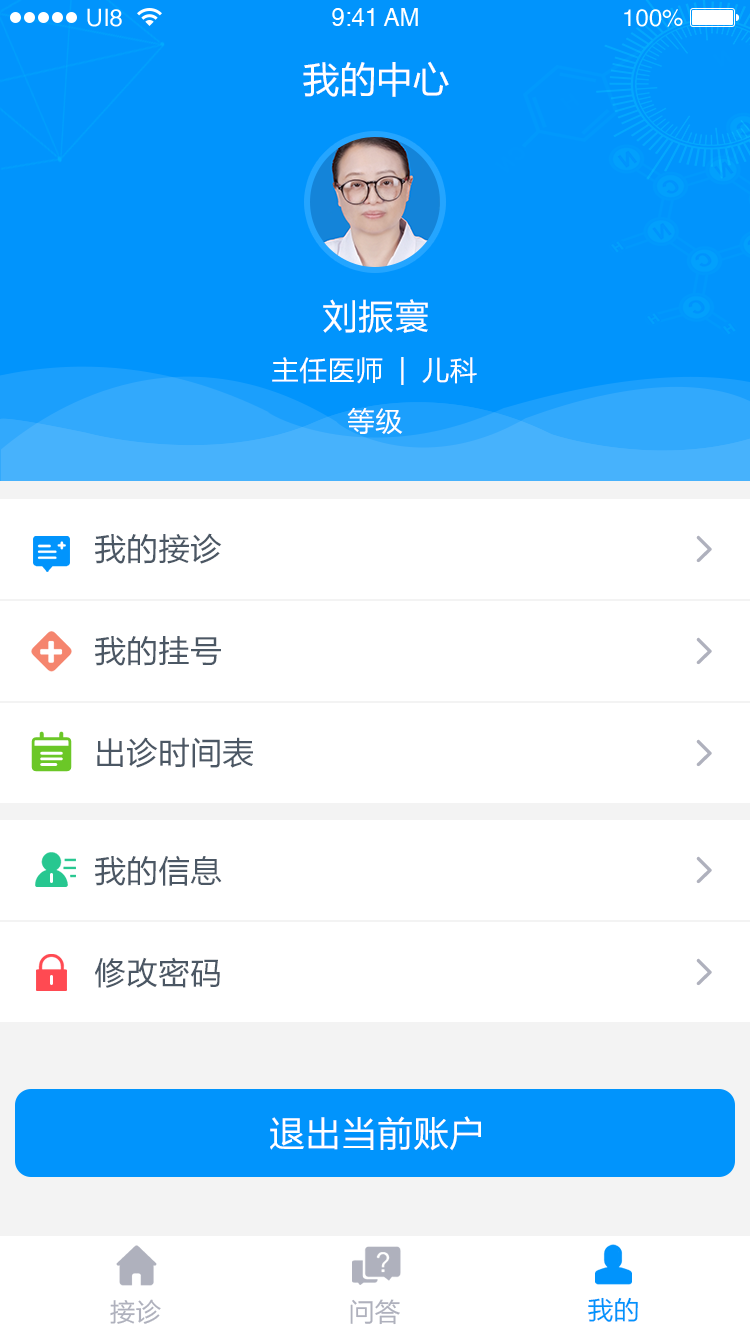 UI8 9:41 AM 100%
我的中心
刘振寰
主任医师 | 儿科
等级
我的接诊
我的挂号
出诊时间表
我的信息
修改密码
退出当前账户
?
接诊 问答 我的